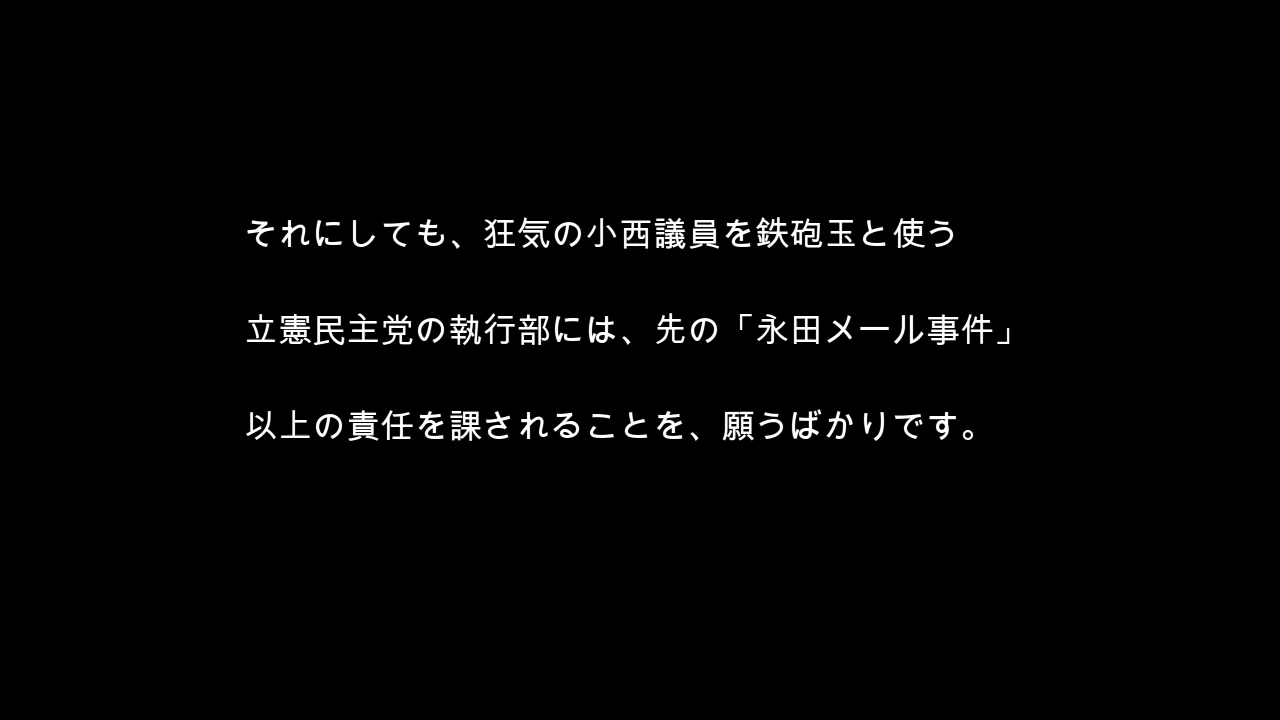 それにしても、狂気の小西議員を鉄砲玉と使う
立憲民主党の執行部には、先の「永田メール事件」
以上の責任を課されることを、願うばかりです。